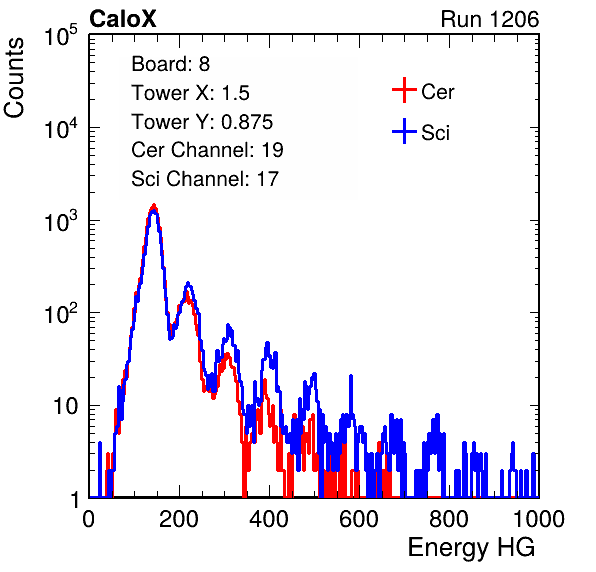 CaloX Run 1206
10^5
Counts
Board: 8
Tower X: 1.5
Cer
Tower Y: 0.875
10^4
Sci
Cer Channel: 19
Sci Channel: 17
10^3
10^2
10
1
0 200 400 600 800 1000
Energy HG